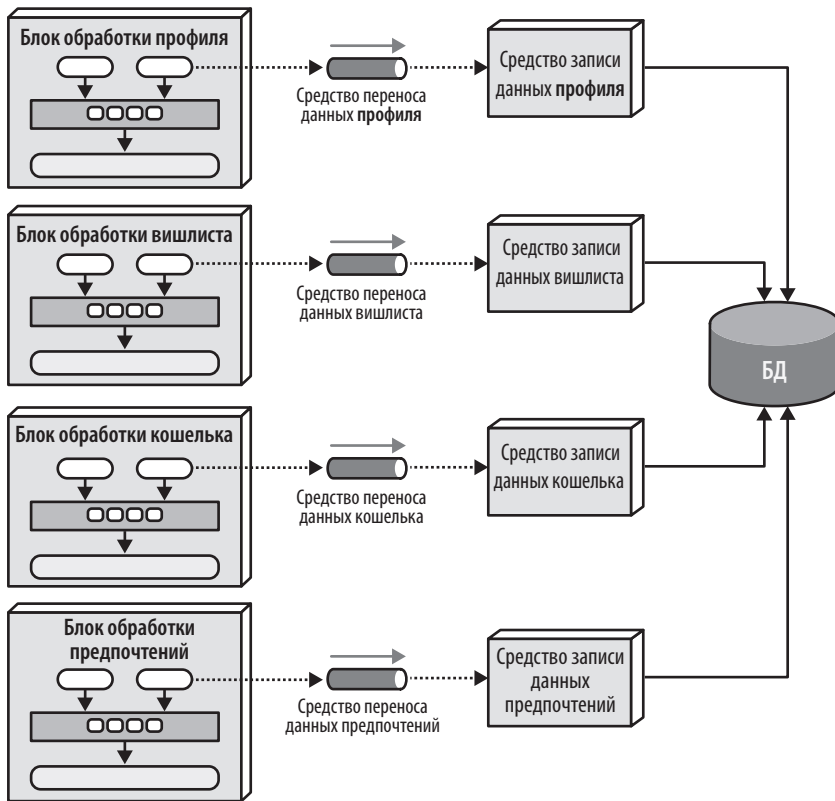 Блок обработки профиля
Средство переноса
данных профиля
Средство записи
данных профиля
Блок обработки вишлиста
Средство переноса
данных вишлиста
Средство записи
данных вишлиста
БД
Блок обработки кошелька
Средство переноса
данных кошелька
Средство записи
данных кошелька
Блок обработки
предпочтений
Средство переноса
данных предпочтений
Средство записи
данных
предпочтений